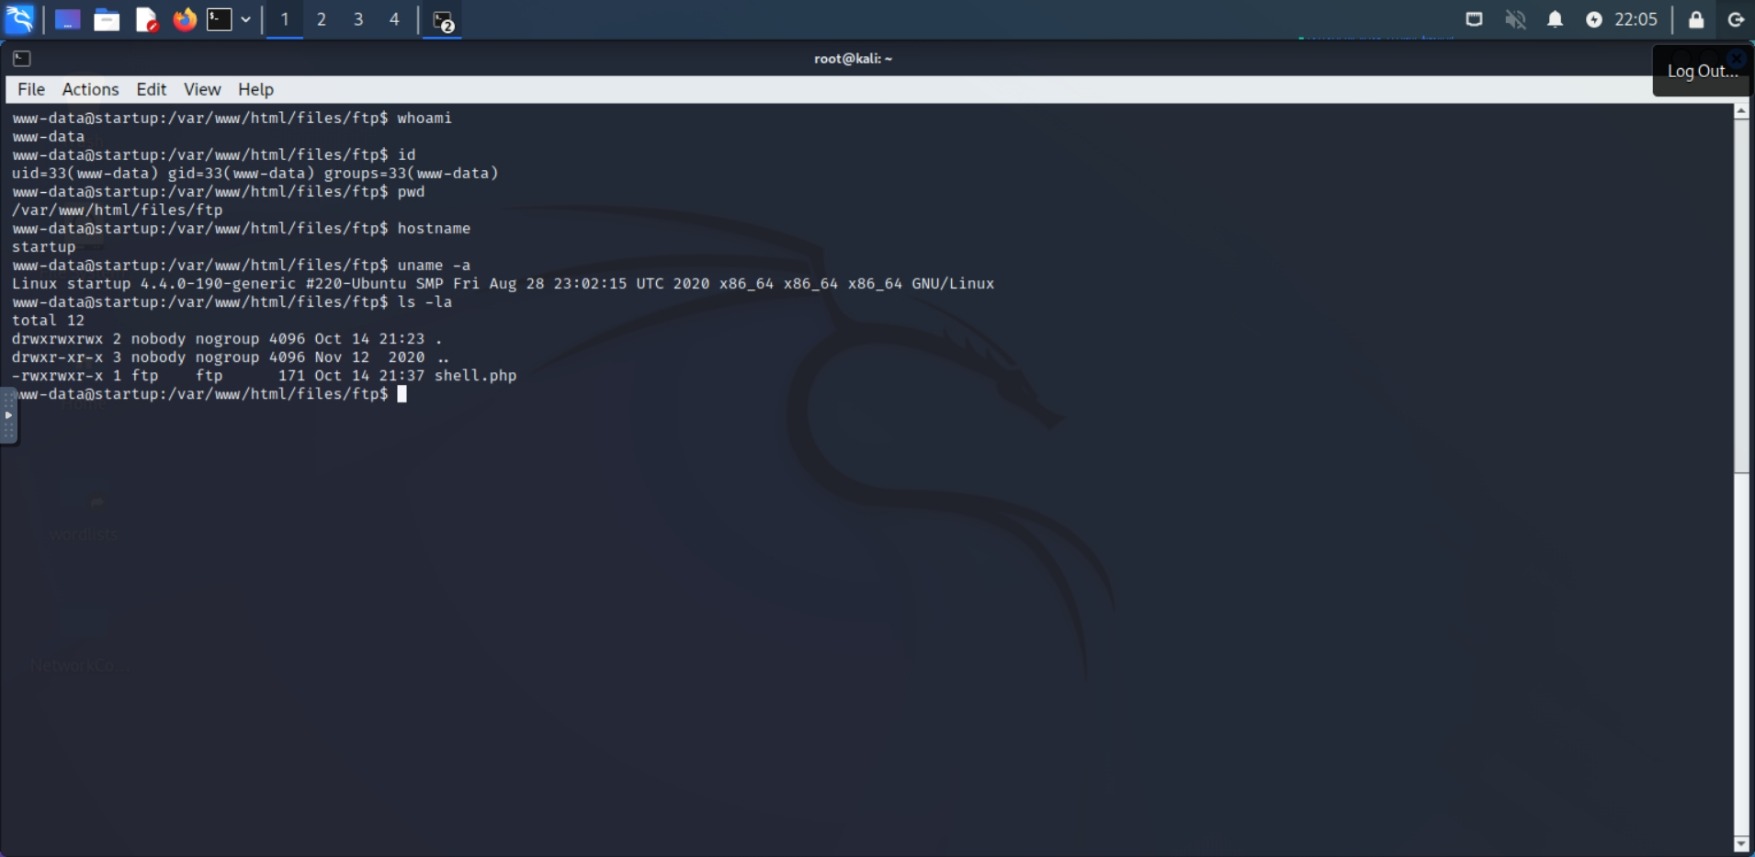 1 2 3 4 2 22:05
root@kali: ~
Log Out...
File Actions Edit View Help
www-data@startup:/var/www/html/files/ftp$ whoami
www-data
www-data@startup:/var/www/html/files/ftp$ id
uid=33(www-data) gid=33(www-data) groups=33(www-data)
www-data@startup:/var/www/html/files/ftp$ pwd
/var/www/html/files/ftp
www-data@startup:/var/www/html/files/ftp$ hostname
startup
www-data@startup:/var/www/html/files/ftp$ uname -a
Linux startup 4.4.0-190-generic #220-Ubuntu SMP Fri Aug 28 23:02:15 UTC 2020 x86_64 x86_64 x86_64 GNU/Linux
www-data@startup:/var/www/html/files/ftp$ ls -la
total 12
drwxrwxrwx 2 nobody nogroup 4096 Oct 14 21:23 .
drwxr-xr-x 3 nobody nogroup 4096 Nov 12  2020 ..
-rwxrwxr-x 1 ftp    ftp      171 Oct 14 21:37 shell.php
www-data@startup:/var/www/html/files/ftp$
wordlists
NetworkCo...